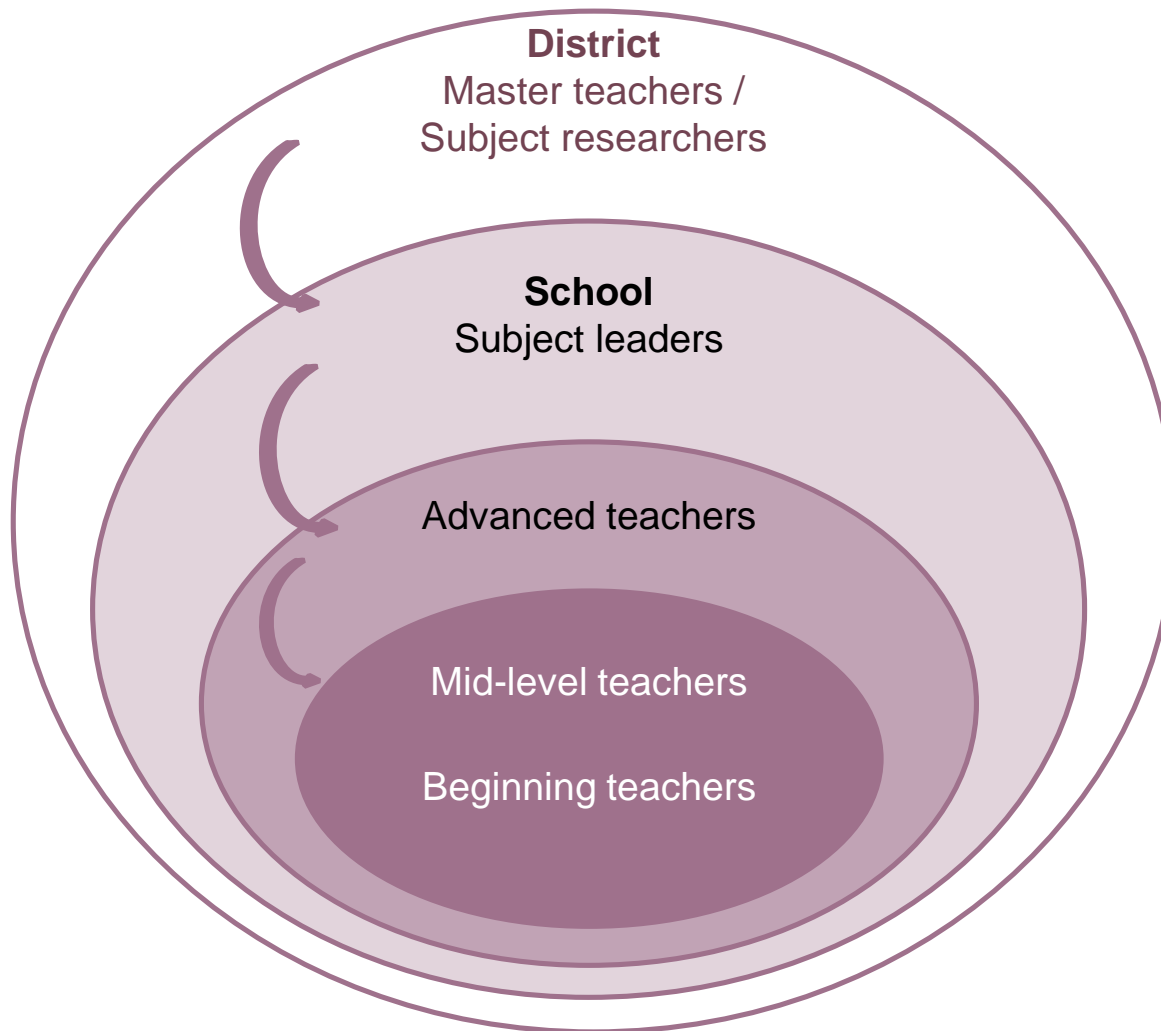 District
Master teachers /
Subject researchers
School
Subject leaders
Advanced teachers
Mid-level teachers
Beginning teachers